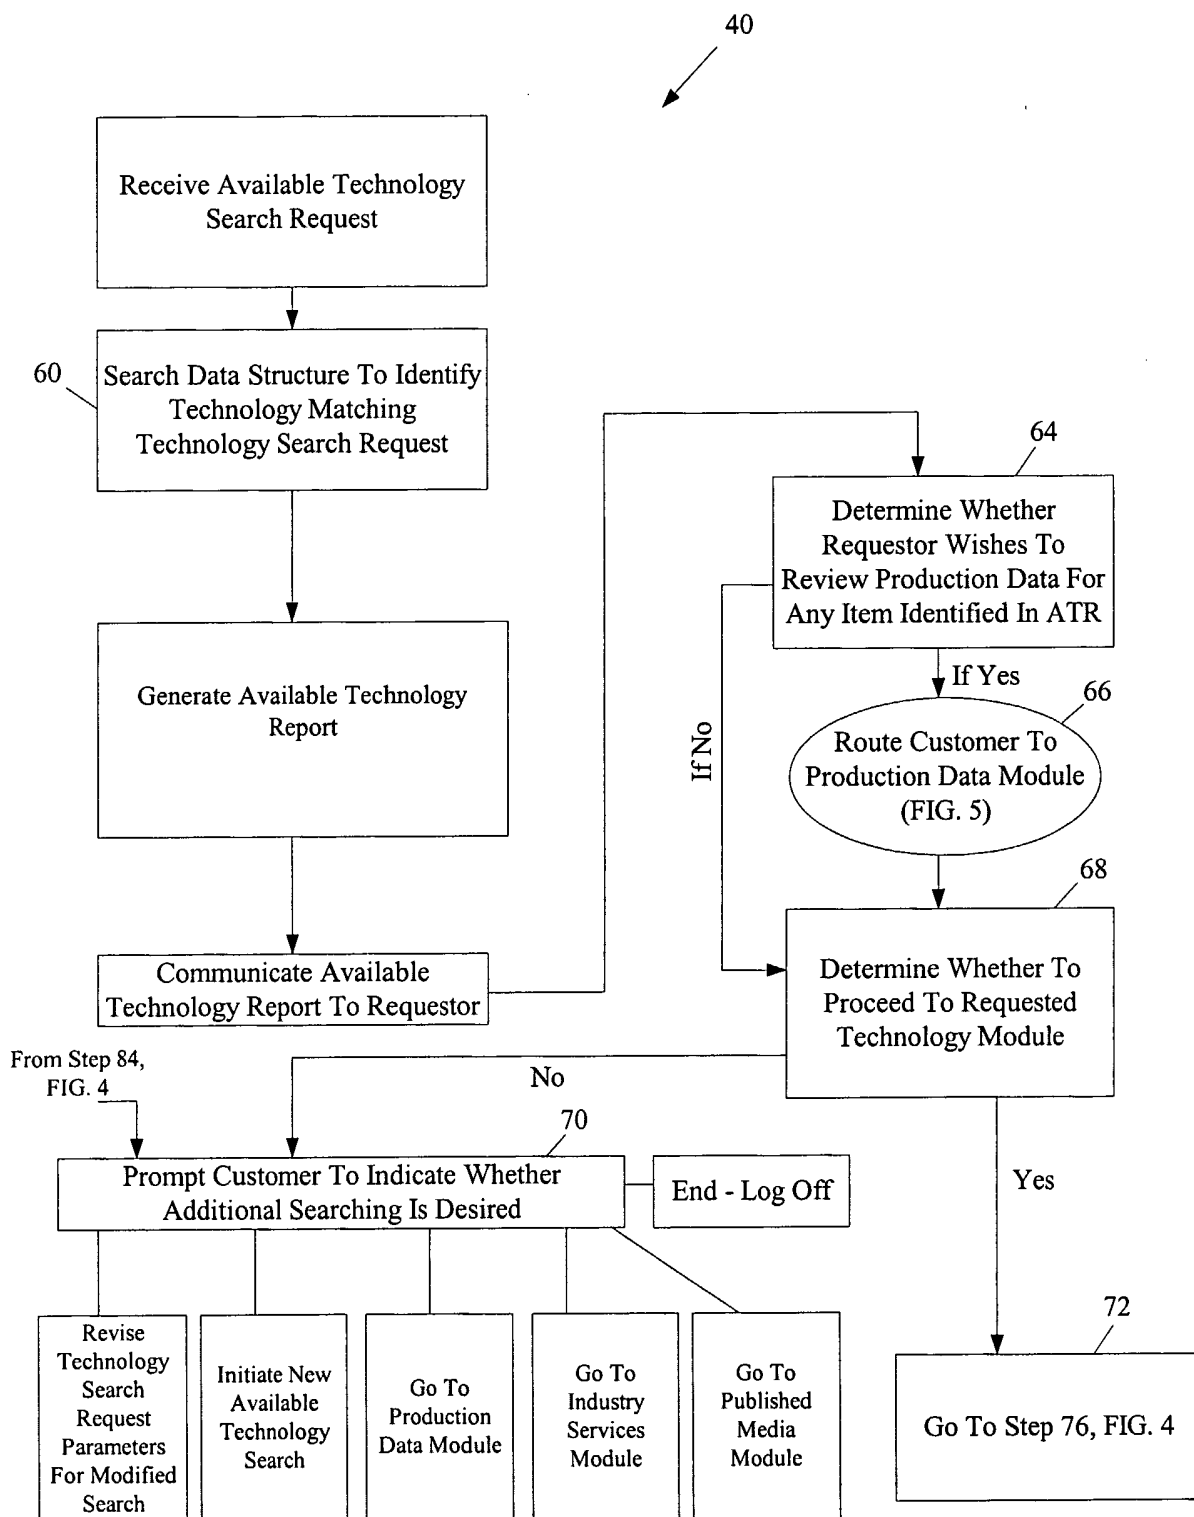 40
Receive Available Technology
Search Request
60
Search Data Structure To Identify
Technology Matching
Technology Search Request
Generate Available Technology
Report
Communicate Available
Technology Report To Requestor
64
Determine Whether
Requestor Wishes To
Review Production Data For
Any Item Identified In ATR
If Yes
If No
66
Route Customer To
Production Data Module
(FIG. 5)
68
Determine Whether To
Proceed To Requested
Technology Module
No
Yes
From Step 84,
FIG. 4
70
Prompt Customer To Indicate Whether
Additional Searching Is Desired
End - Log Off
Revise
Technology
Search
Request
Parameters
For Modified
Search
Initiate New
Available
Technology
Search
Go To
Production
Data Module
Go To
Industry
Services
Module
Go To
Published
Media
Module
72
Go To Step 76, FIG. 4